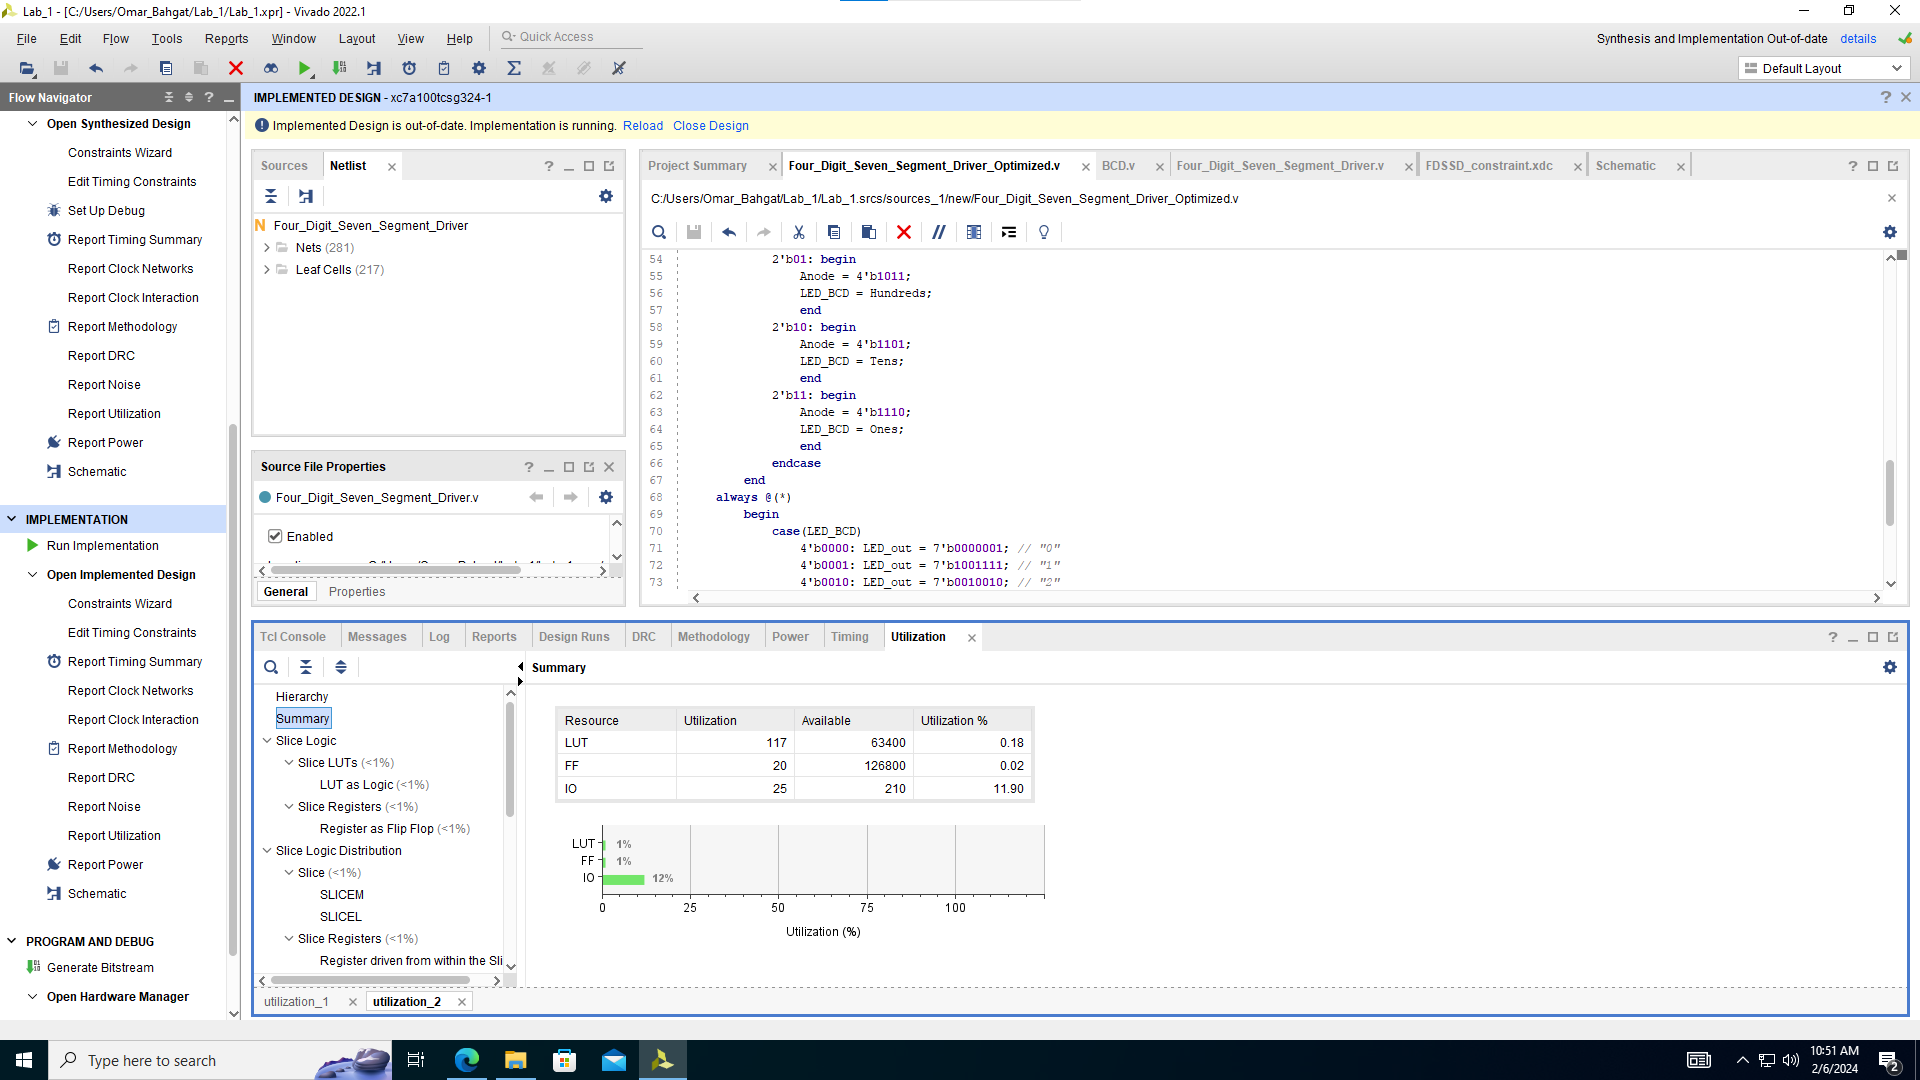 Lab_1 - [C:/Users/Omar_Bahgat/Lab_1/Lab_1.xpr] - Vivado 2022.1
File Edit Flow Tools Reports Window Layout View Help Quick Access
Synthesis and Implementation Out-of-date details
Default Layout
Flow Navigator
IMPLEMENTED DESIGN - xc7a100tcsg324-1
Implemented Design is out-of-date. Implementation is running. Reload Close Design
Open Synthesized Design
Constraints Wizard
Edit Timing Constraints
Set Up Debug
Report Timing Summary
Report Clock Networks
Report Clock Interaction
Report Methodology
Report DRC
Report Noise
Report Utilization
Report Power
Schematic
IMPLEMENTATION
Run Implementation
Open Implemented Design
Constraints Wizard
Edit Timing Constraints
Report Timing Summary
Report Clock Networks
Report Clock Interaction
Report Methodology
Report DRC
Report Noise
Report Utilization
Report Power
Schematic
PROGRAM AND DEBUG
Generate Bitstream
Open Hardware Manager
Sources Netlist
Four_Digit_Seven_Segment_Driver
Nets (281)
Leaf Cells (217)
Source File Properties
Four_Digit_Seven_Segment_Driver.v
Enabled
General Properties
Project Summary Four_Digit_Seven_Segment_Driver_Optimized.v BCD.v Four_Digit_Seven_Segment_Driver.v FDSSD_constraint.xdc Schematic
C:/Users/Omar_Bahgat/Lab_1/Lab_1.srcs/sources_1/new/Four_Digit_Seven_Segment_Driver_Optimized.v
54 2'b01: begin
55 Anode = 4'b1011;
56 LED_BCD = Hundreds;
57 end
58 2'b10: begin
59 Anode = 4'b1101;
60 LED_BCD = Tens;
61 end
62 2'b11: begin
63 Anode = 4'b1110;
64 LED_BCD = Ones;
65 end
66 endcase
67 end
68 always @(*)
69 begin
70 case(LED_BCD)
71 4'b0000: LED_out = 7'b0000001; // "0"
72 4'b0001: LED_out = 7'b1001111; // "1"
73 4'b0010: LED_out = 7'b0010010; // "2"
Tcl Console Messages Log Reports Design Runs DRC Methodology Power Timing Utilization
Summary
Hierarchy
Summary
Slice Logic
Slice LUTs (<1%)
LUT as Logic (<1%)
Slice Registers (<1%)
Register as Flip Flop (<1%)
Slice Logic Distribution
Slice (<1%)
SLICEM
SLICEL
Slice Registers (<1%)
Register driven from within the Sli
Resource Utilization Available Utilization %
LUT 117 63400 0.18
FF 20 126800 0.02
IO 25 210 11.90
LUT 1%
FF 1%
IO 12%
0 25 50 75 100
Utilization (%)
utilization_1 utilization_2
Type here to search
10:51 AM
2/6/2024
2